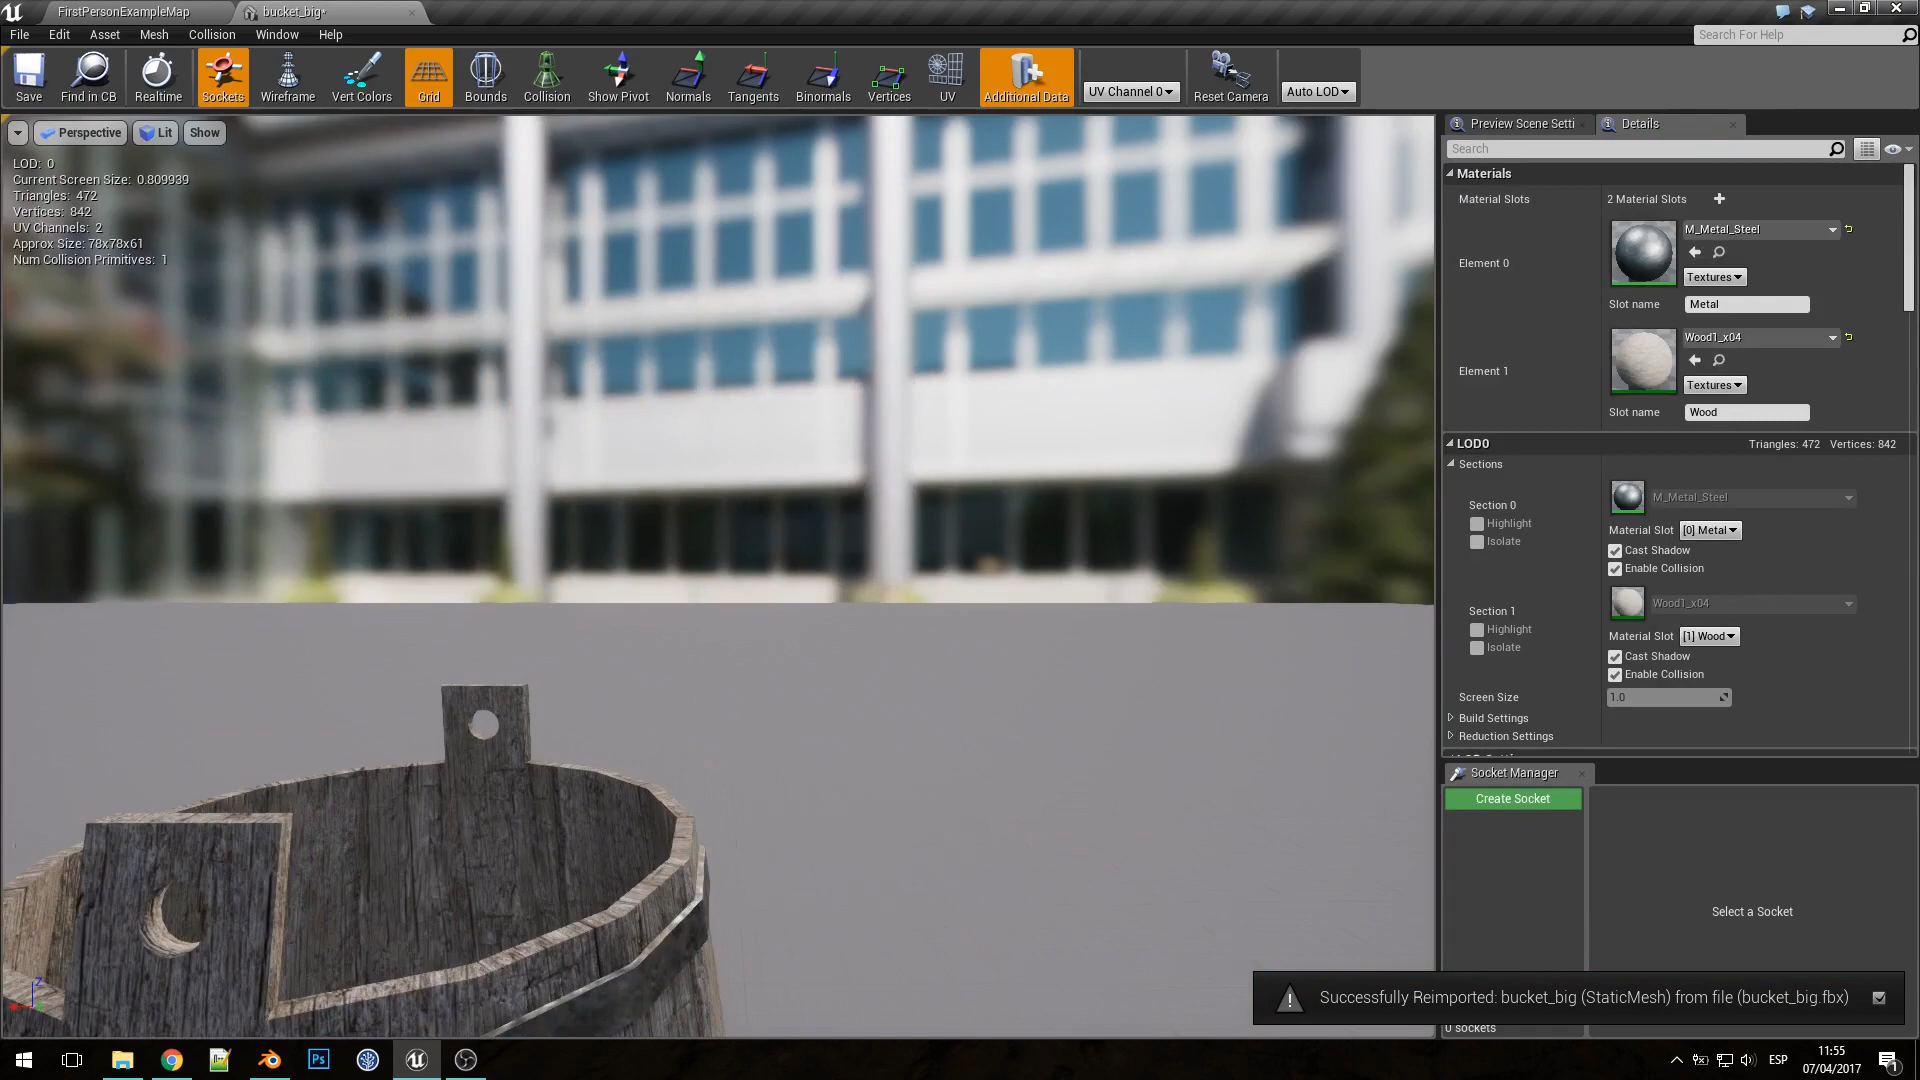 FirstPersonExampleMap
bucket_big*
File Edit Asset Mesh Collision Window Help
Search For Help
Save Find in CB Realtime Sockets Wireframe Vert Colors Grid Bounds Collision Show Pivot Normals Tangents Binormals Vertices UV Additional Data UV Channel 0 Reset Camera Auto LOD
Perspective Lit Show
LOD: 0
Current Screen Size: 0.809939
Triangles: 472
Vertices: 842
UV Channels: 2
Approx Size: 78x78x61
Num Collision Primitives: 1
Preview Scene Setti Details
Search
Materials
Material Slots 2 Material Slots
M_Metal_Steel
Element 0
Textures
Slot name Metal
Wood1_x04
Element 1
Textures
Slot name Wood
LOD0 Triangles: 472 Vertices: 842
Sections
M_Metal_Steel
Section 0
Highlight
Isolate
Material Slot [0] Metal
Cast Shadow
Enable Collision
Wood1_x04
Section 1
Highlight
Isolate
Material Slot [1] Wood
Cast Shadow
Enable Collision
Screen Size 1.0
Build Settings
Reduction Settings
Socket Manager
Create Socket
Select a Socket
Successfully Reimported: bucket_big (StaticMesh) from file (bucket_big.fbx)
0 sockets
Z
Ps
ESP
11:55
07/04/2017
1